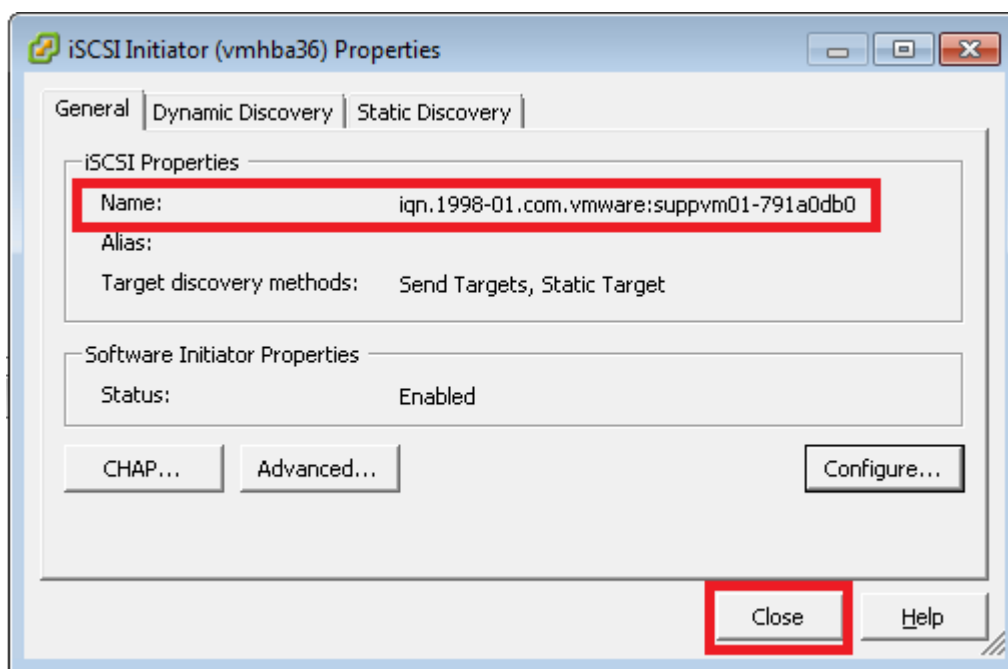 iSCSI Initiator (vmhba36) Properties
General Dynamic Discovery Static Discovery
iSCSI Properties
Name: iqn.1998-01.com.vmware:suppvm01-791a0db0
Alias:
Target discovery methods: Send Targets, Static Target
Software Initiator Properties
Status: Enabled
CHAP... Advanced... Configure...
Close Help